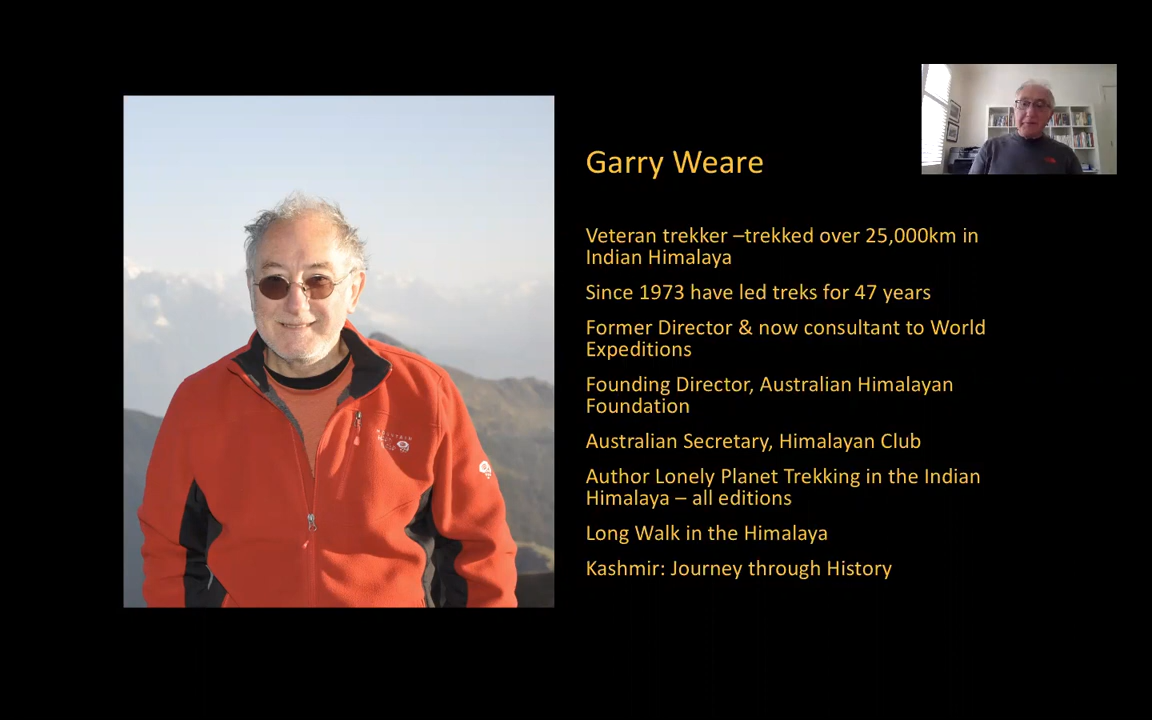 Garry Weare
Veteran trekker –trekked over 25,000km in
Indian Himalaya
Since 1973 have led treks for 47 years
Former Director & now consultant to World
Expeditions
Founding Director, Australian Himalayan
Foundation
Australian Secretary, Himalayan Club
Author Lonely Planet Trekking in the Indian
Himalaya – all editions
Long Walk in the Himalaya
Kashmir: Journey through History